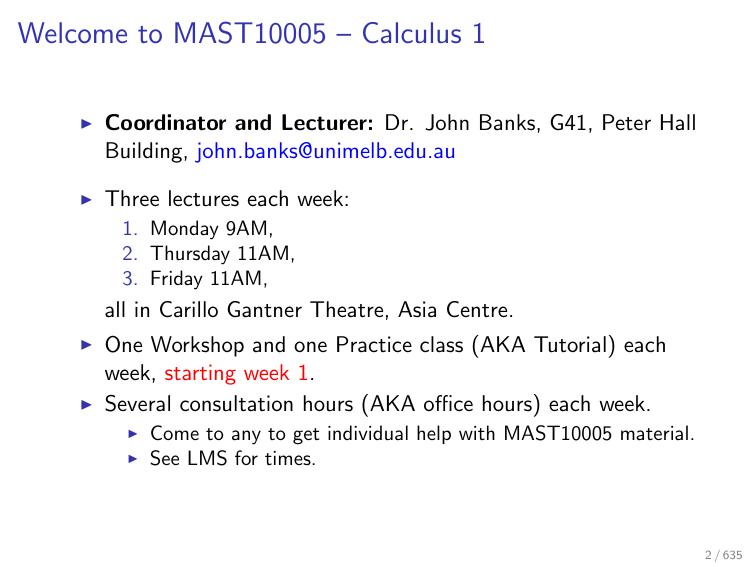 Welcome to MAST10005 – Calculus 1
▶ Coordinator and Lecturer: Dr. John Banks, G41, Peter Hall
Building, john.banks@unimelb.edu.au
▶ Three lectures each week:
1. Monday 9AM,
2. Thursday 11AM,
3. Friday 11AM,
all in Carillo Gantner Theatre, Asia Centre.
▶ One Workshop and one Practice class (AKA Tutorial) each
week, starting week 1.
▶ Several consultation hours (AKA office hours) each week.
▶ Come to any to get individual help with MAST10005 material.
▶ See LMS for times.
2 / 635